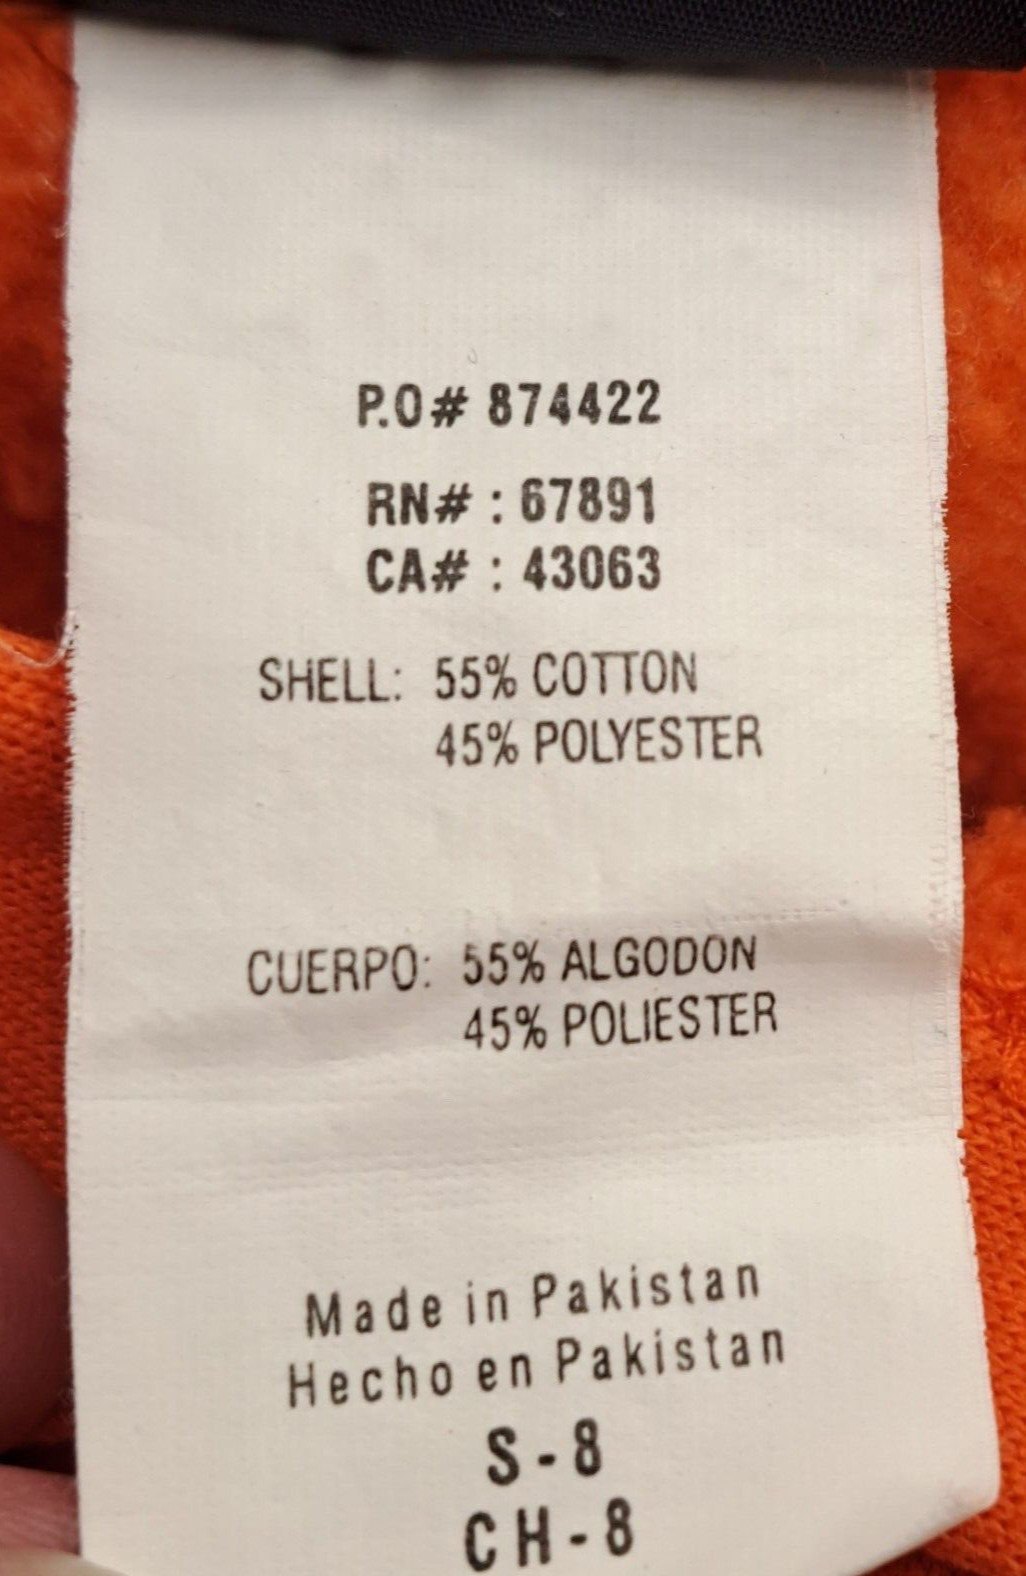 P.O# 874422
RN# : 67891
CA# : 43063
SHELL: 55% COTTON
45% POLYESTER
CUERPO: 55% ALGODON
45% POLIESTER
Made in Pakistan
Hecho en Pakistan
S-8
CH-8